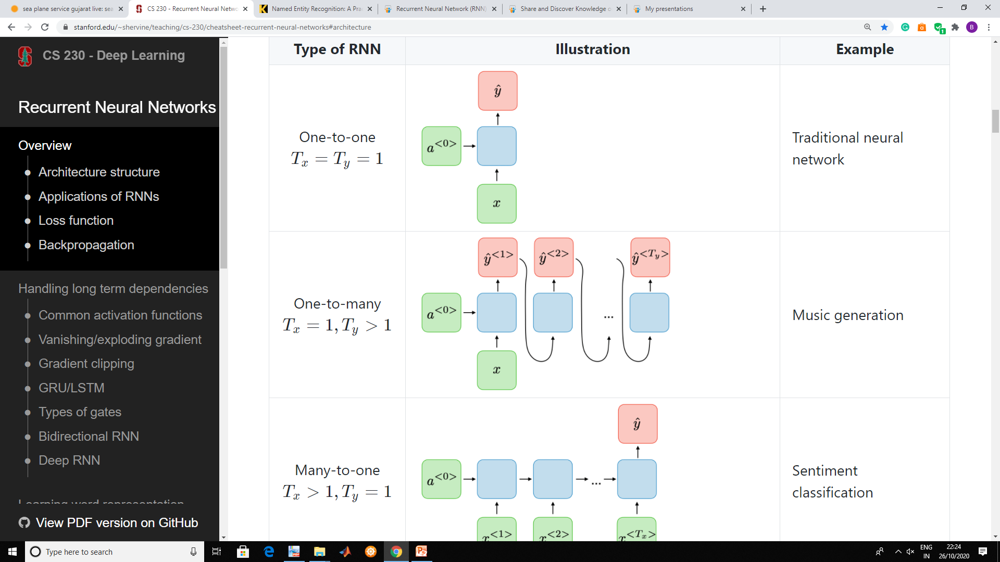 sea plane service gujarat live: sea
CS 230 - Recurrent Neural Netwo
Named Entity Recognition: A Pra
Recurrent Neural Network (RNN)
Share and Discover Knowledge o
My presentations
stanford.edu/~shervine/teaching/cs-230/cheatsheet-recurrent-neural-networks#architecture
B
1
CS 230 - Deep Learning
Recurrent Neural Networks
Overview
Architecture structure
Applications of RNNs
Loss function
Backpropagation
Handling long term dependencies
Common activation functions
Vanishing/exploding gradient
Gradient clipping
GRU/LSTM
Types of gates
Bidirectional RNN
Deep RNN
Learning word representation
View PDF version on GitHub
Type of RNN Illustration Example
One-to-one
T_x = T_y = 1
ŷ
a^{<0>}
x
Traditional neural
network
One-to-many
T_x = 1, T_y > 1
ŷ^{<1>} ŷ^{<2>} ŷ^{<T_y>}
a^{<0>} ...
x
Music generation
Many-to-one
T_x > 1, T_y = 1
ŷ
a^{<0>} ...
x^{<1>} x^{<2>} x^{<T_x>}
Sentiment
classification
Type here to search
ENG
IN
22:24
26/10/2020